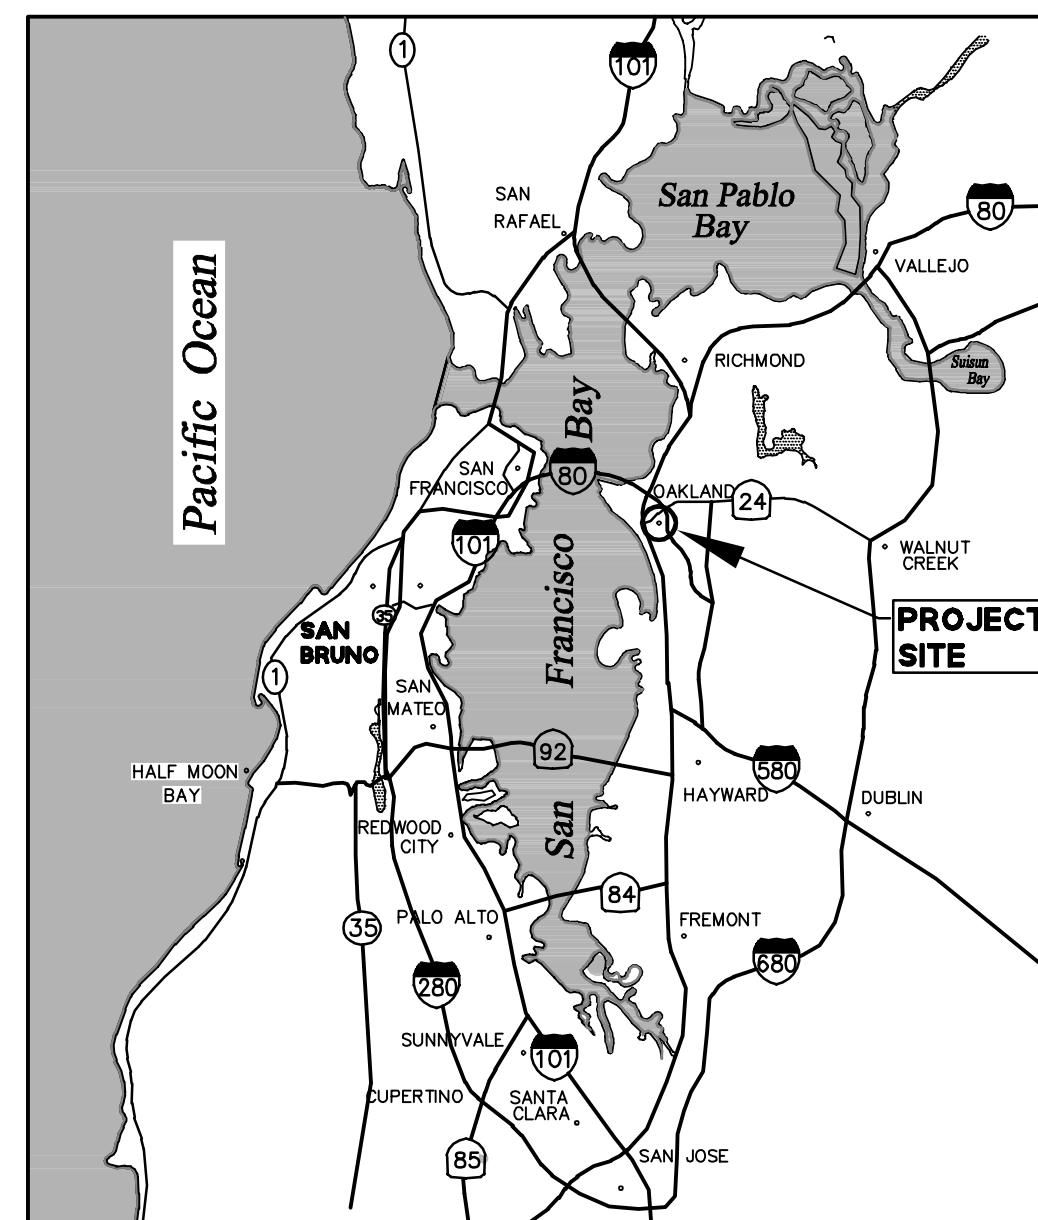 1
101
SAN
RAFAEL
San Pablo
Bay
80
VALLEJO
Pacific Ocean
RICHMOND
Suisun
Bay
San Francisco Bay
SAN
FRANCISCO
80
OAKLAND
24
101
WALNUT
CREEK
35
PROJECT
SITE
SAN
BRUNO
1
SAN
MATEO
92
580
HALF MOON
BAY
HAYWARD
DUBLIN
REDWOOD
CITY
84
PALO ALTO
FREMONT
35
680
280
SUNNYVALE
101
CUPERTINO
SANTA
CLARA
85
SAN JOSE